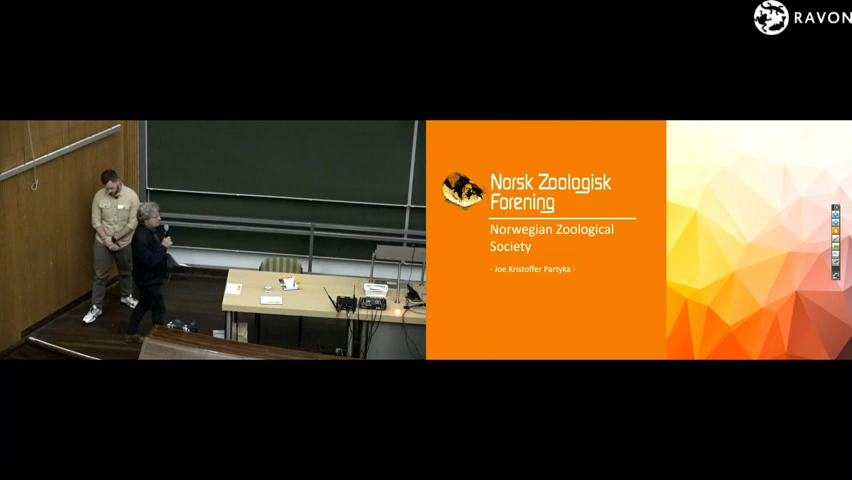 RAVON
Norsk Zoologisk
Forening
Norwegian Zoological
Society
- Joe Kristoffer Partyka -